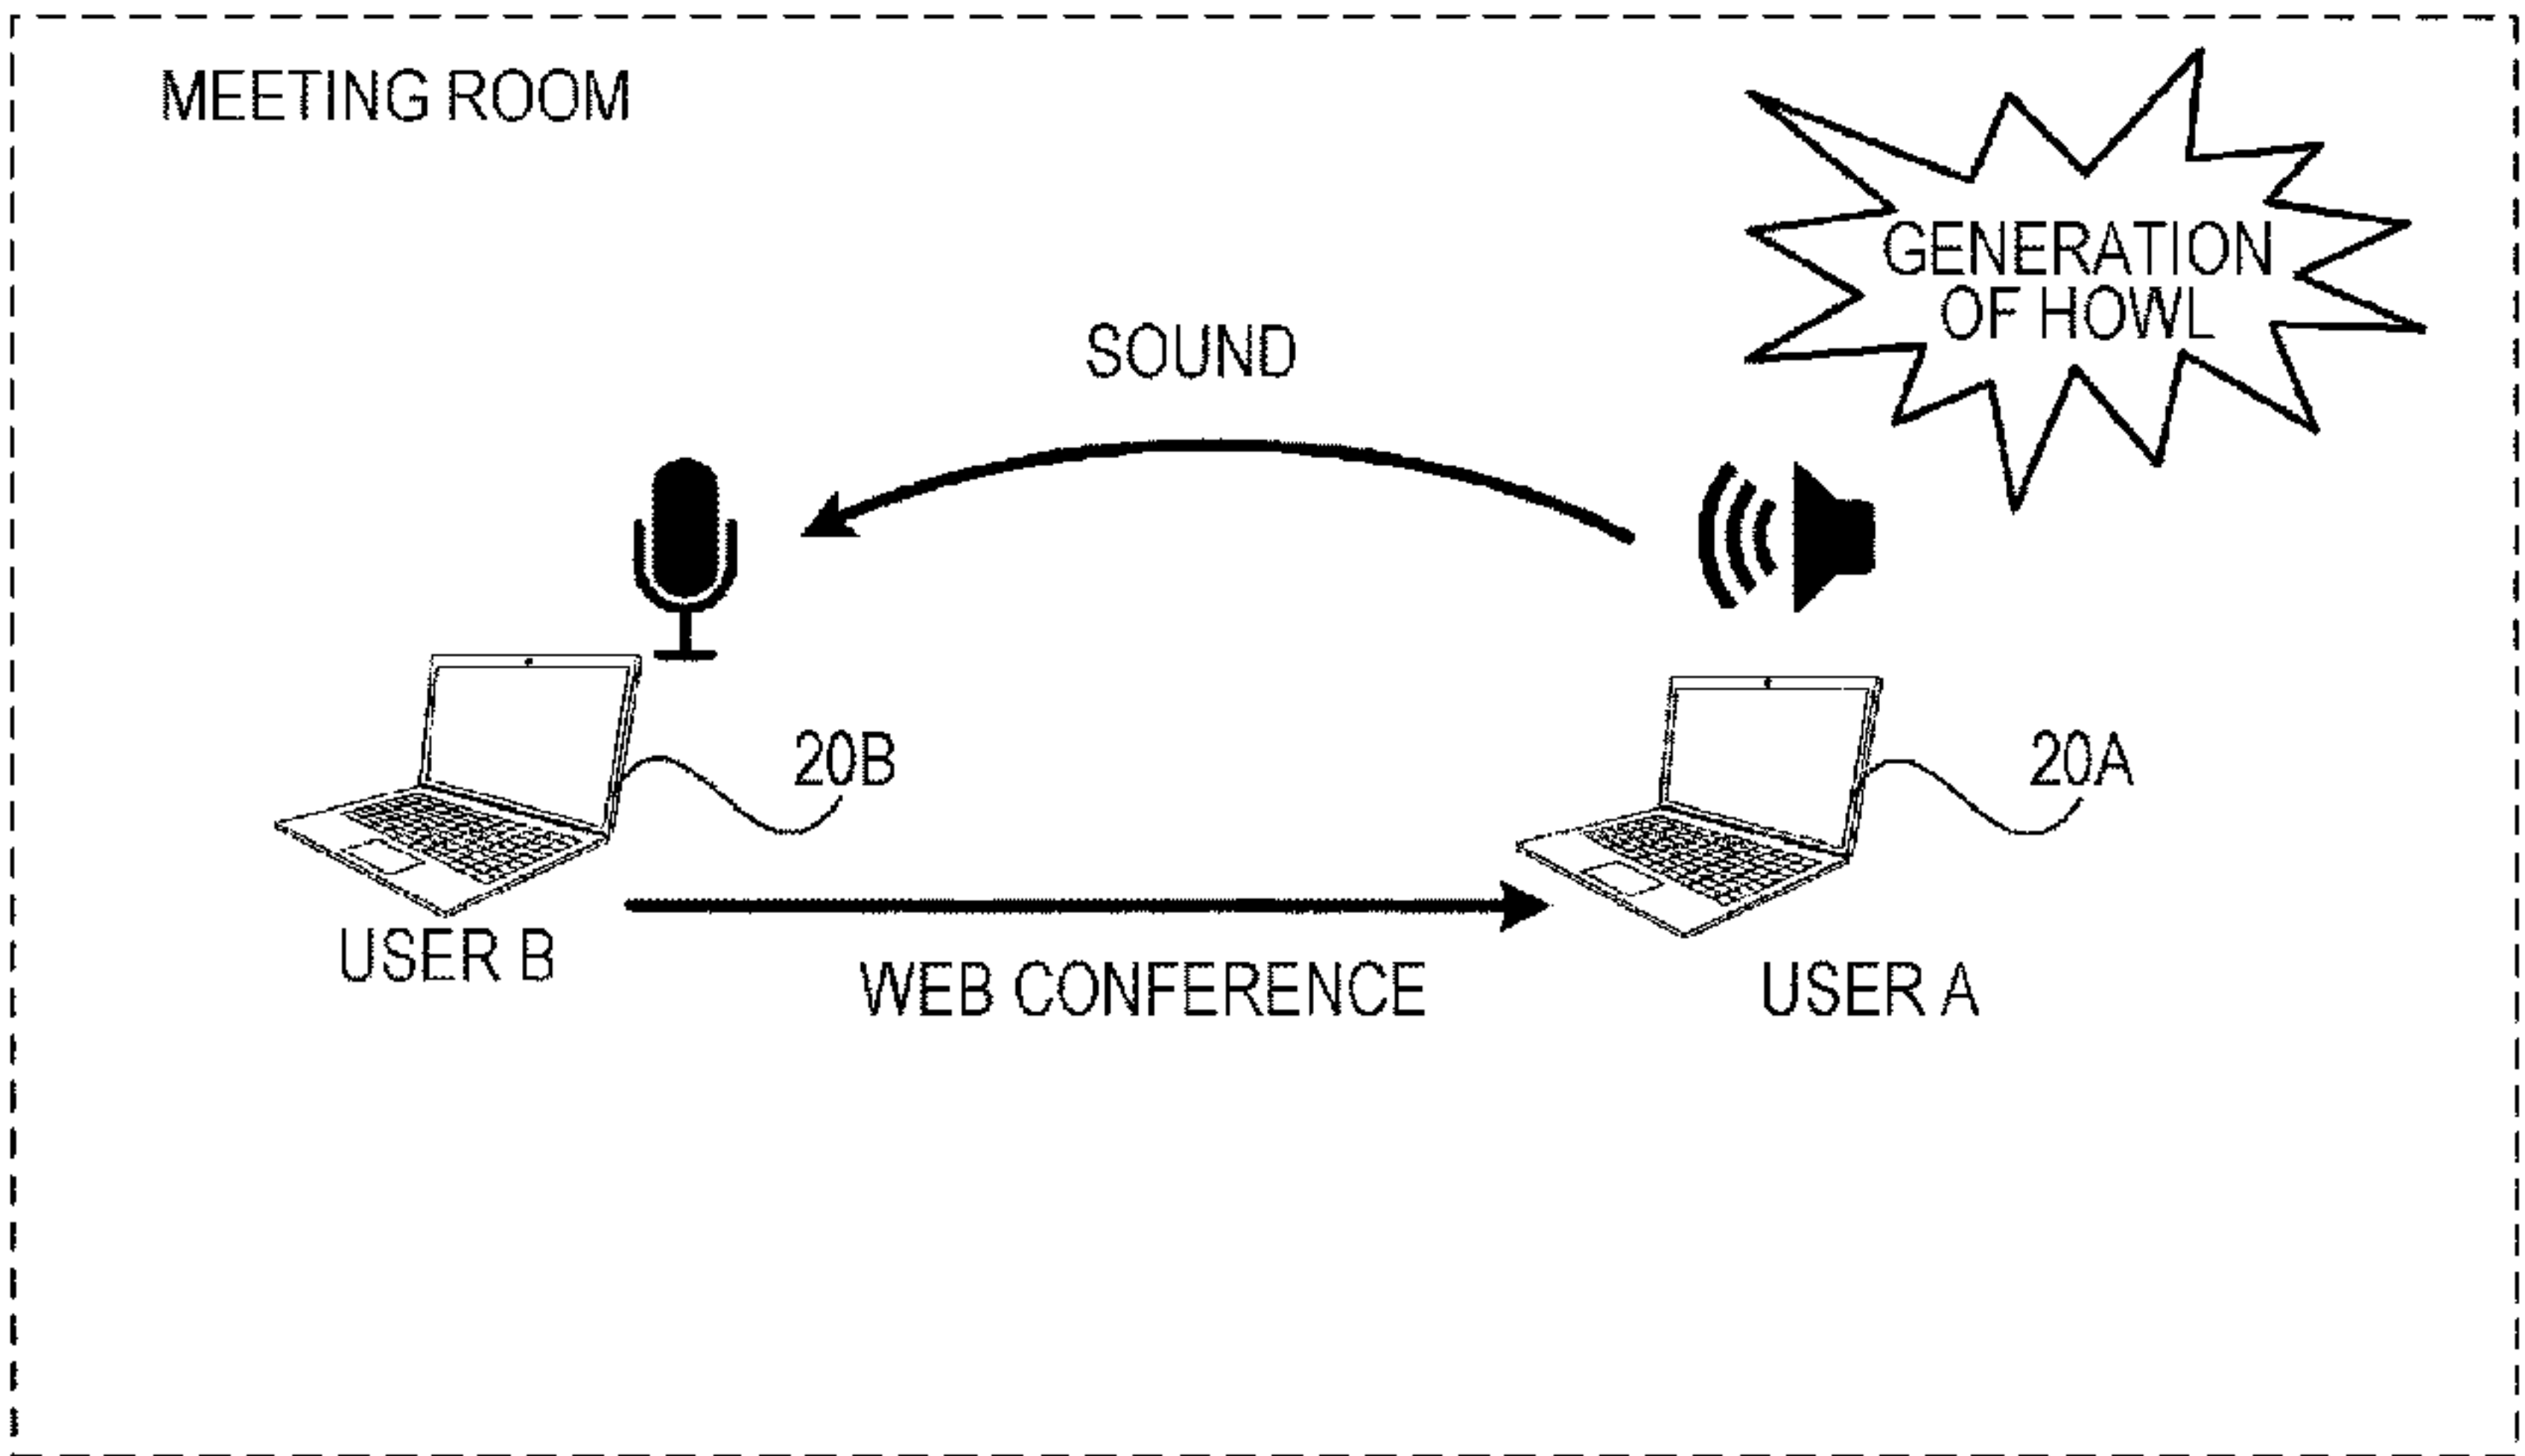 MEETING ROOM
GENERATION
OF HOWL
SOUND
20B
20A
USER B
WEB CONFERENCE
USER A